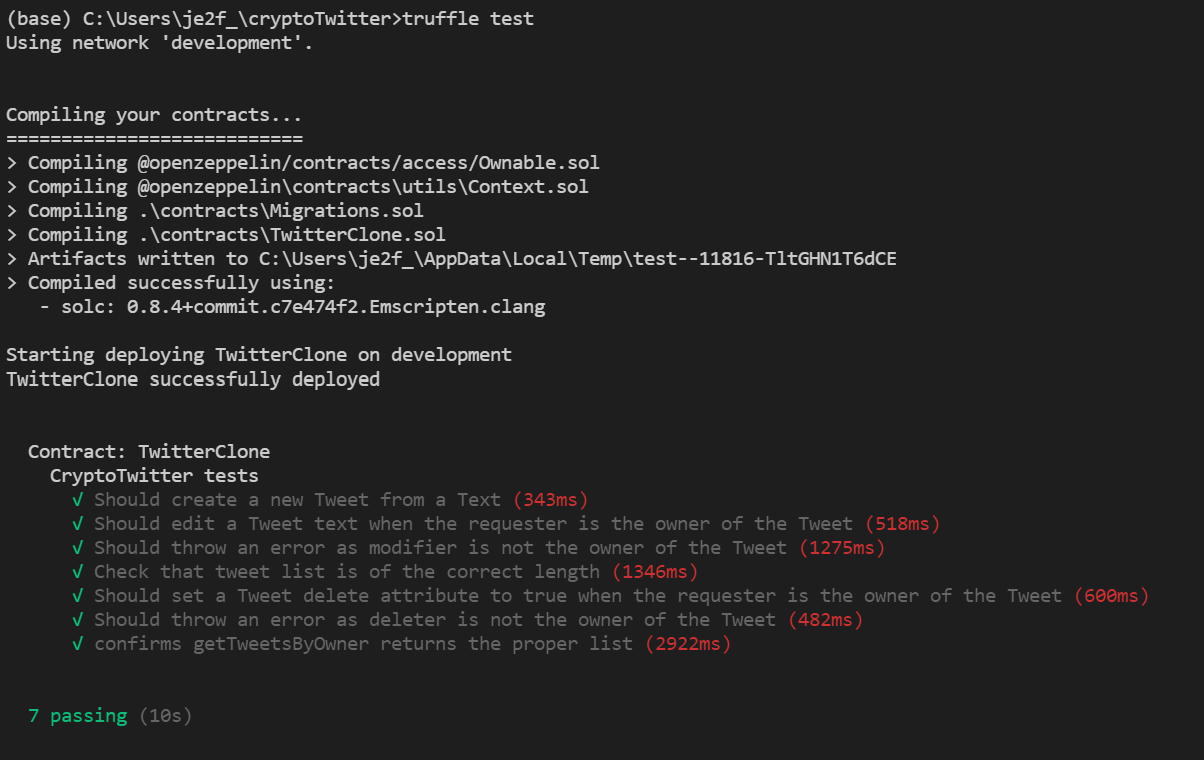 (base) C:\Users\je2f_\cryptoTwitter>truffle test
Using network 'development'.
Compiling your contracts...
===========================
> Compiling @openzeppelin/contracts/access/Ownable.sol
> Compiling @openzeppelin\contracts\utils\Context.sol
> Compiling .\contracts\Migrations.sol
> Compiling .\contracts\TwitterClone.sol
> Artifacts written to C:\Users\je2f_\AppData\Local\Temp\test--11816-TltGHN1T6dCE
> Compiled successfully using:
- solc: 0.8.4+commit.c7e474f2.Emscripten.clang
Starting deploying TwitterClone on development
TwitterClone successfully deployed
Contract: TwitterClone
CryptoTwitter tests
√ Should create a new Tweet from a Text (343ms)
√ Should edit a Tweet text when the requester is the owner of the Tweet (518ms)
√ Should throw an error as modifier is not the owner of the Tweet (1275ms)
√ Check that tweet list is of the correct length (1346ms)
√ Should set a Tweet delete attribute to true when the requester is the owner of the Tweet (600ms)
√ Should throw an error as deleter is not the owner of the Tweet (482ms)
√ confirms getTweetsByOwner returns the proper list (2922ms)
7 passing (10s)